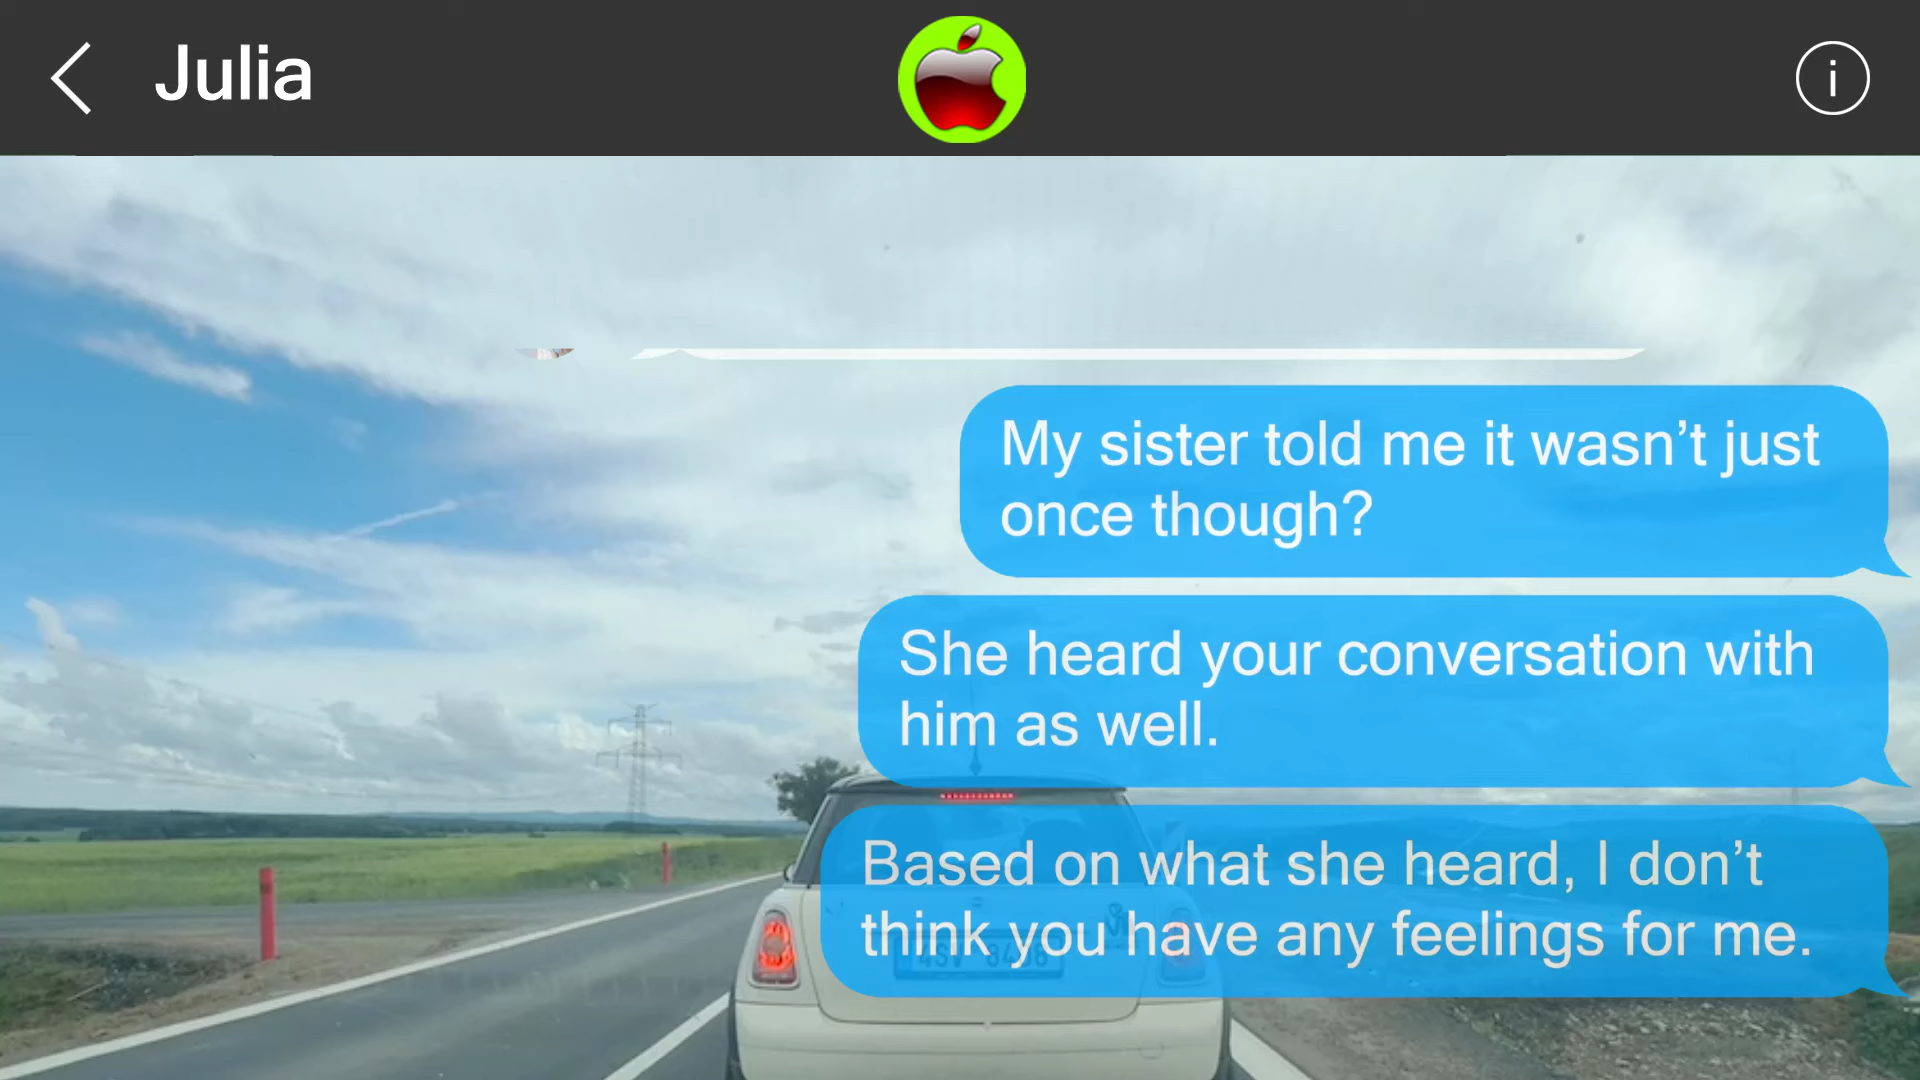 Julia
i
My sister told me it wasn’t just
once though?
She heard your conversation with
him as well.
Based on what she heard, I don’t
think you have any feelings for me.